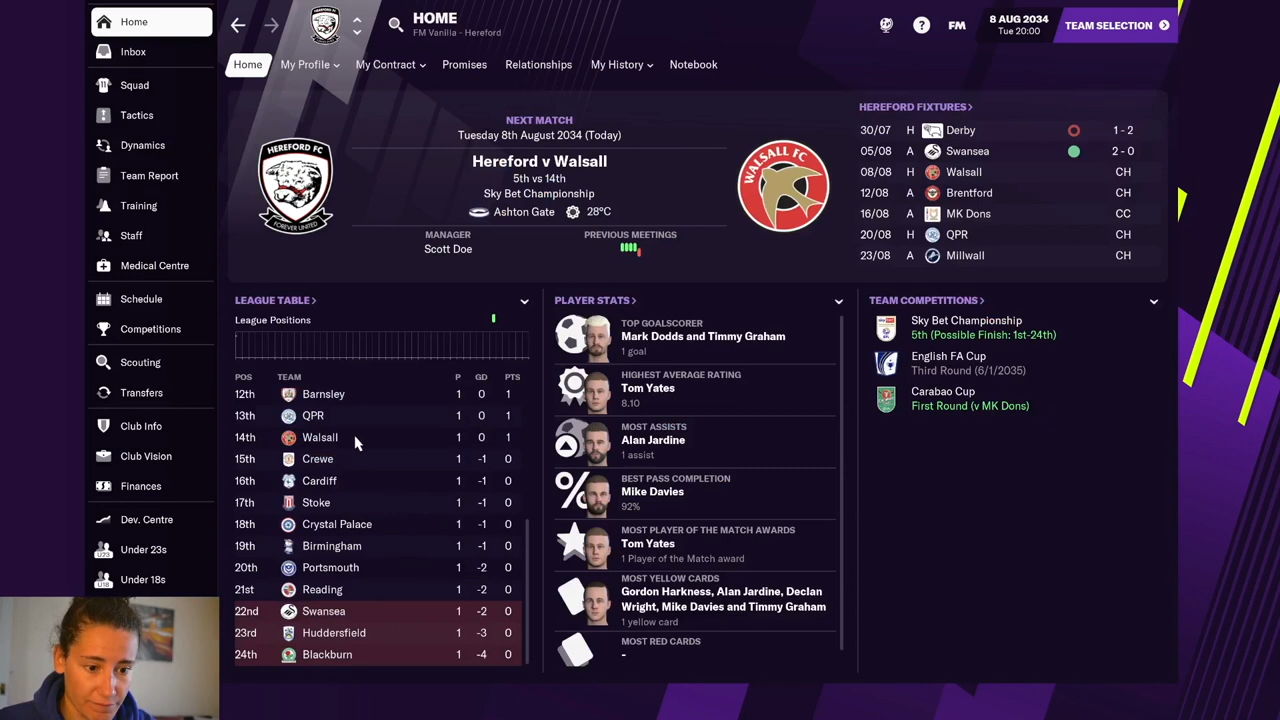 Home
Inbox
Squad
Tactics
Dynamics
Team Report
Training
Staff
Medical Centre
Schedule
Competitions
Scouting
Transfers
Club Info
Club Vision
Finances
Dev. Centre
Under 23s
Under 18s
HOME
FM Vanilla - Hereford
FM
8 AUG 2034
Tue 20:00
TEAM SELECTION
Home
My Profile
My Contract
Promises
Relationships
My History
Notebook
HEREFORD FC
FOREVER UNITED
NEXT MATCH
Tuesday 8th August 2034 (Today)
Hereford v Walsall
5th vs 14th
Sky Bet Championship
Ashton Gate 28°C
MANAGER
Scott Doe
PREVIOUS MEETINGS
WALSALL FC
HEREFORD FIXTURES
30/07 H Derby 1 - 2
05/08 A Swansea 2 - 0
08/08 H Walsall CH
12/08 A Brentford CH
16/08 A MK Dons CC
20/08 H QPR CH
23/08 A Millwall CH
LEAGUE TABLE
League Positions
POS TEAM P GD PTS
12th Barnsley 1 0 1
13th QPR 1 0 1
14th Walsall 1 0 1
15th Crewe 1 -1 0
16th Cardiff 1 -1 0
17th Stoke 1 -1 0
18th Crystal Palace 1 -1 0
19th Birmingham 1 -1 0
20th Portsmouth 1 -2 0
21st Reading 1 -2 0
22nd Swansea 1 -2 0
23rd Huddersfield 1 -3 0
24th Blackburn 1 -4 0
PLAYER STATS
TOP GOALSCORER
Mark Dodds and Timmy Graham
1 goal
HIGHEST AVERAGE RATING
Tom Yates
8.10
MOST ASSISTS
Alan Jardine
1 assist
BEST PASS COMPLETION
Mike Davies
92%
MOST PLAYER OF THE MATCH AWARDS
Tom Yates
1 Player of the Match award
MOST YELLOW CARDS
Gordon Harkness, Alan Jardine, Declan
Wright, Mike Davies and Timmy Graham
1 yellow card
MOST RED CARDS
-
TEAM COMPETITIONS
Sky Bet Championship
5th (Possible Finish: 1st-24th)
English FA Cup
Third Round (6/1/2035)
Carabao Cup
First Round (v MK Dons)